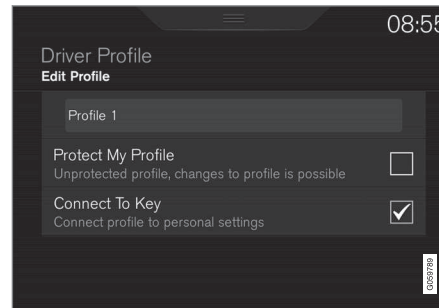 08:55
Driver Profile
Edit Profile
Profile 1
Protect My Profile
Unprotected profile, changes to profile is possible
Connect To Key
Connect profile to personal settings
G059789